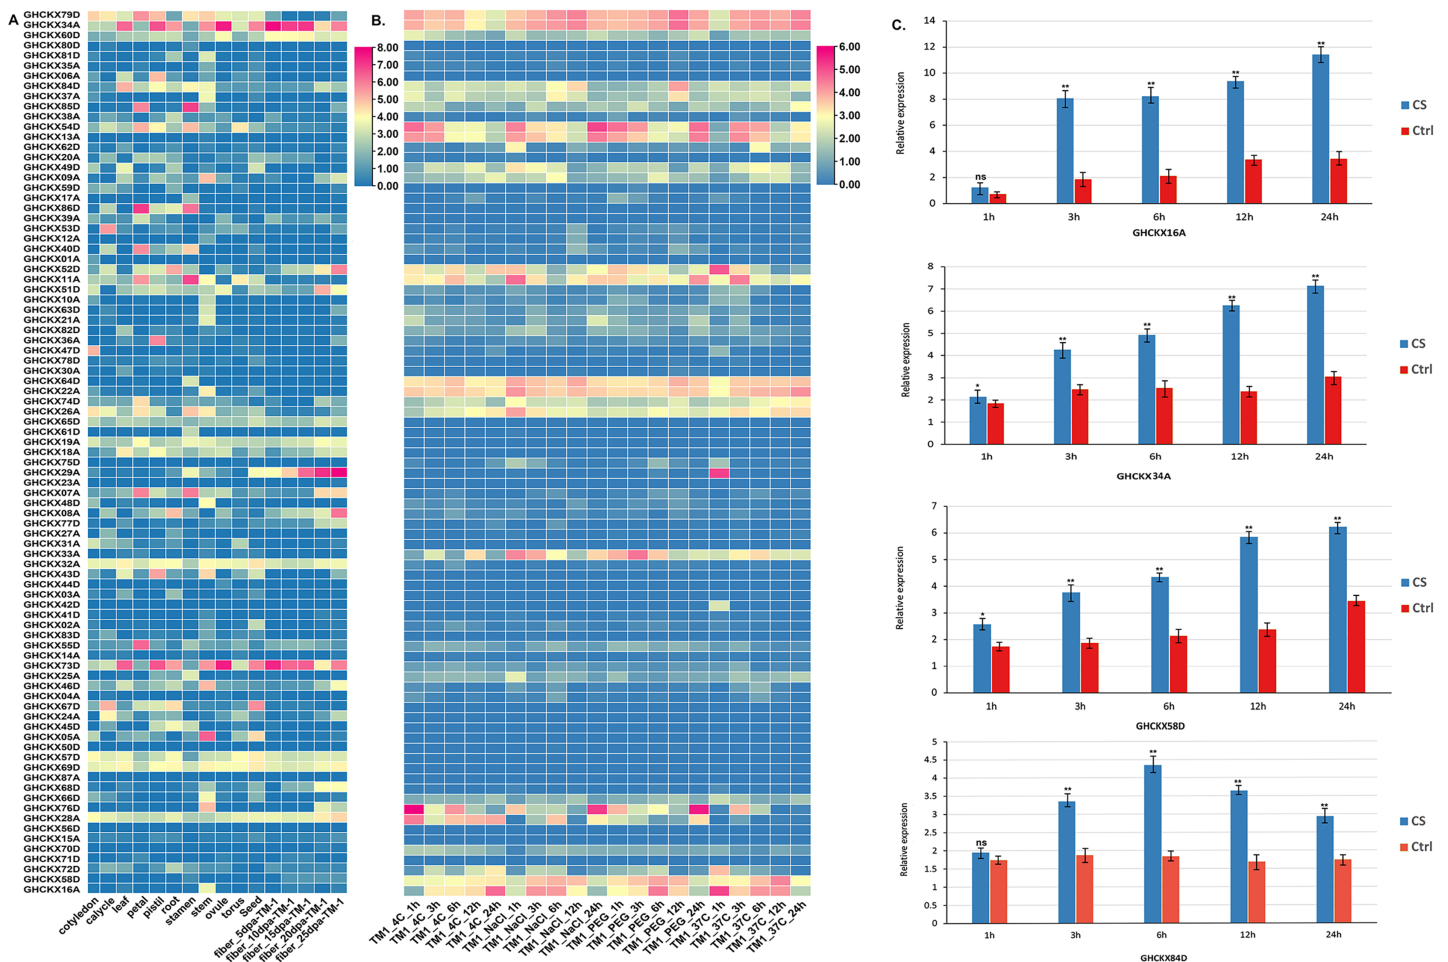 A
GHCKX79D
GHCKX34A
GHCKX60D
GHCKX80D
GHCKX81D
GHCKX35A
GHCKX06A
GHCKX84D
GHCKX37A
GHCKX85D
GHCKX38A
GHCKX54D
GHCKX13A
GHCKX62D
GHCKX20A
GHCKX49D
GHCKX09A
GHCKX59D
GHCKX17A
GHCKX86D
GHCKX39A
GHCKX53D
GHCKX12A
GHCKX40D
GHCKX01A
GHCKX52D
GHCKX11A
GHCKX51D
GHCKX10A
GHCKX63D
GHCKX21A
GHCKX82D
GHCKX36A
GHCKX47D
GHCKX78D
GHCKX30A
GHCKX64D
GHCKX22A
GHCKX74D
GHCKX26A
GHCKX65D
GHCKX61D
GHCKX19A
GHCKX18A
GHCKX75D
GHCKX29A
GHCKX23A
GHCKX07A
GHCKX48D
GHCKX08A
GHCKX77D
GHCKX27A
GHCKX31A
GHCKX33A
GHCKX32A
GHCKX43D
GHCKX44D
GHCKX03A
GHCKX42D
GHCKX41D
GHCKX02A
GHCKX83D
GHCKX55D
GHCKX14A
GHCKX73D
GHCKX25A
GHCKX46D
GHCKX04A
GHCKX67D
GHCKX24A
GHCKX45D
GHCKX05A
GHCKX50D
GHCKX57D
GHCKX69D
GHCKX87A
GHCKX68D
GHCKX66D
GHCKX76D
GHCKX28A
GHCKX56D
GHCKX15A
GHCKX70D
GHCKX71D
GHCKX72D
GHCKX58D
GHCKX16A
cotyledon
calycle
leaf
petal
pistil
root
stamen
stem
ovule
torus
Seed
fiber_5dpa-TM-1
fiber_10dpa-TM-1
fiber_15dpa-TM-1
fiber_20dpa-TM-1
fiber_25dpa-TM-1
8.00
7.00
6.00
5.00
4.00
3.00
2.00
1.00
0.00
B.
TM1_4C_1h
TM1_4C_3h
TM1_4C_6h
TM1_4C_12h
TM1_4C_24h
TM1_NaCl_1h
TM1_NaCl_3h
TM1_NaCl_6h
TM1_NaCl_12h
TM1_NaCl_24h
TM1_PEG_1h
TM1_PEG_3h
TM1_PEG_6h
TM1_PEG_12h
TM1_PEG_24h
TM1_37C_1h
TM1_37C_3h
TM1_37C_6h
TM1_37C_12h
TM1_37C_24h
6.00
5.00
4.00
3.00
2.00
1.00
0.00
C.
Relative expression
14
12
10
8
6
4
2
0
ns
**
**
**
**
1h
3h
6h
12h
24h
GHCKX16A
CS
Ctrl
Relative expression
8
7
6
5
4
3
2
1
0
*
**
**
**
**
1h
3h
6h
12h
24h
GHCKX34A
CS
Ctrl
Relative expression
7
6
5
4
3
2
1
0
*
**
**
**
**
1h
3h
6h
12h
24h
GHCKX58D
CS
Ctrl
Relative expression
5
4.5
4
3.5
3
2.5
2
1.5
1
0.5
0
ns
**
**
**
**
1h
3h
6h
12h
24h
GHCKX84D
CS
Ctrl